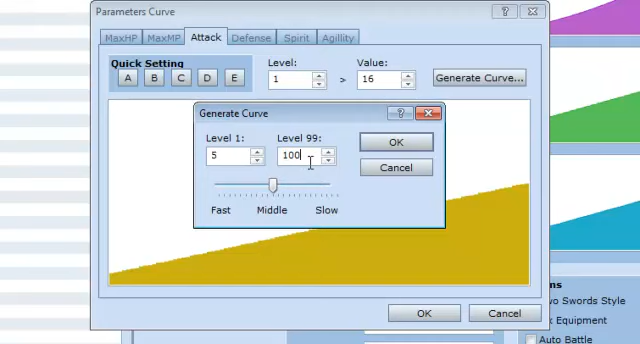 Parameters Curve
MaxHP MaxMP Attack Defense Spirit Agillity
Quick Setting
A B C D E
Level: Value:
1 > 16 Generate Curve...
Generate Curve
Level 1: Level 99:
5 100
OK
Cancel
Fast Middle Slow
OK Cancel
wo Swords Style
Equipment
Auto Battle